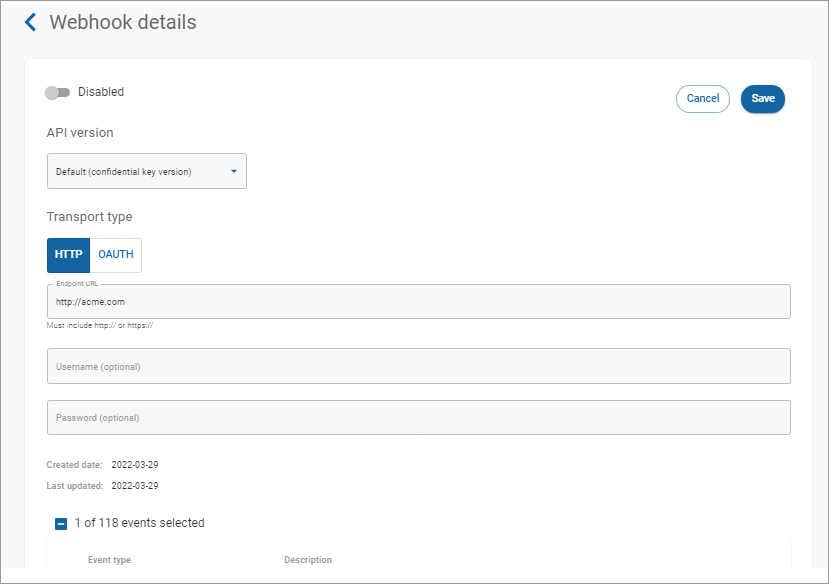 Webhook details
Disabled
Cancel
Save
API version
Default (confidential key version)
Transport type
HTTP
OAUTH
Endpoint URL
http://acme.com
Must include http:// or https://
Username (optional)
Password (optional)
Created date: 2022-03-29
Last updated: 2022-03-29
1 of 118 events selected
Event type Description